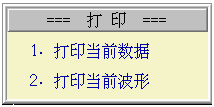 === 打 印 ===
1. 打印当前数据
2. 打印当前波形